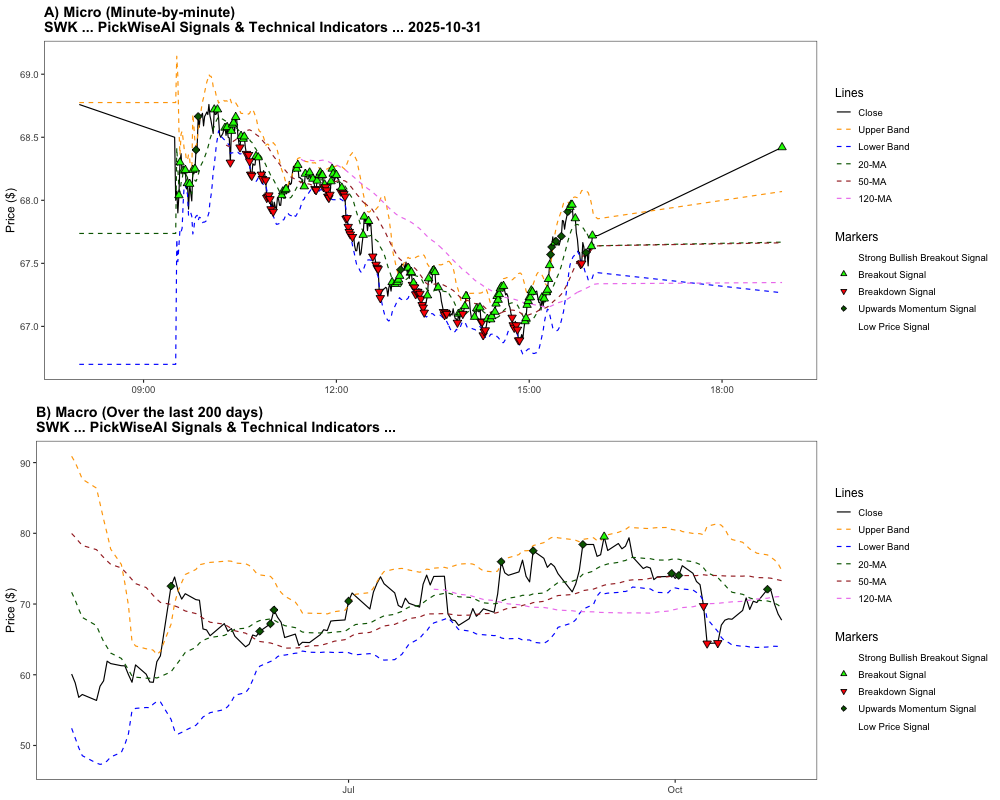 A) Micro (Minute-by-minute)
SWK ... PickWiseAI Signals & Technical Indicators ... 2025-10-31
Price ($)
69.0
68.5
68.0
67.5
67.0
09:00
12:00
15:00
18:00
Lines
Close
Upper Band
Lower Band
20-MA
50-MA
120-MA
Markers
Strong Bullish Breakout Signal
Breakout Signal
Breakdown Signal
Upwards Momentum Signal
Low Price Signal
B) Macro (Over the last 200 days)
SWK ... PickWiseAI Signals & Technical Indicators ...
Price ($)
90
80
70
60
50
Jul
Oct
Lines
Close
Upper Band
Lower Band
20-MA
50-MA
120-MA
Markers
Strong Bullish Breakout Signal
Breakout Signal
Breakdown Signal
Upwards Momentum Signal
Low Price Signal